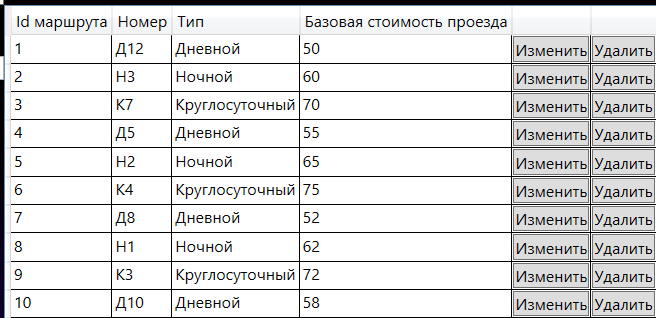 Id маршрута Номер Тип Базовая стоимость проезда
1 Д12 Дневной 50 Изменить Удалить
2 Н3 Ночной 60 Изменить Удалить
3 К7 Круглосуточный 70 Изменить Удалить
4 Д5 Дневной 55 Изменить Удалить
5 Н2 Ночной 65 Изменить Удалить
6 К4 Круглосуточный 75 Изменить Удалить
7 Д8 Дневной 52 Изменить Удалить
8 Н1 Ночной 62 Изменить Удалить
9 К3 Круглосуточный 72 Изменить Удалить
10 Д10 Дневной 58 Изменить Удалить